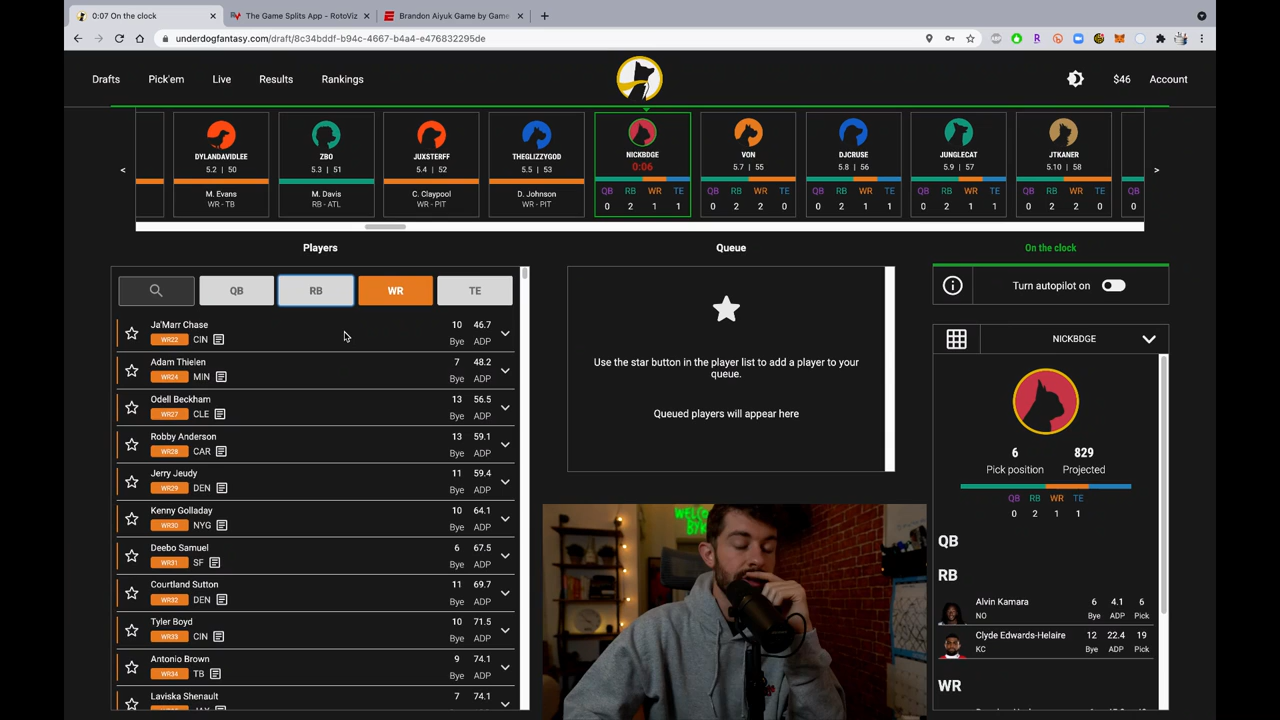 0:07 On the clock
The Game Splits App - RotoViz
Brandon Aiyuk Game by Game
underdogfantasy.com/draft/8c34bddf-b94c-4667-b4a4-e476832295de
Drafts Pick'em Live Results Rankings
$46 Account
DYLANDAVIDLEE
5.2 | 50
M. Evans
WR - TB
ZBO
5.3 | 51
M. Davis
RB - ATL
JUXSTERFF
5.4 | 52
C. Claypool
WR - PIT
THEGLIZZYGOD
5.5 | 53
D. Johnson
WR - PIT
NICKBDGE
0:06
QB RB WR TE
0 2 1 1
VON
5.7 | 55
QB RB WR TE
0 2 2 0
DJCRUSE
5.8 | 56
QB RB WR TE
0 2 1 1
JUNGLECAT
5.9 | 57
QB RB WR TE
0 2 1 1
JTKANER
5.10 | 58
QB RB WR TE
0 2 2 0
QB
0
Players
QB RB WR TE
Ja'Marr Chase 10 46.7
WR22 CIN Bye ADP
Adam Thielen 7 48.2
WR24 MIN Bye ADP
Odell Beckham 13 56.5
WR27 CLE Bye ADP
Robby Anderson 13 59.1
WR28 CAR Bye ADP
Jerry Jeudy 11 59.4
WR29 DEN Bye ADP
Kenny Golladay 10 64.1
WR30 NYG Bye ADP
Deebo Samuel 6 67.5
WR31 SF Bye ADP
Courtland Sutton 11 69.7
WR32 DEN Bye ADP
Tyler Boyd 10 71.5
WR33 CIN Bye ADP
Antonio Brown 9 74.1
WR34 TB Bye ADP
Laviska Shenault 7 74.1
Queue
Use the star button in the player list to add a player to your
queue.
Queued players will appear here
WELCO
BY
On the clock
Turn autopilot on
NICKBDGE
6 829
Pick position Projected
QB RB WR TE
0 2 1 1
QB
RB
Alvin Kamara 6 4.1 6
NO Bye ADP Pick
Clyde Edwards-Helaire 12 22.4 19
KC Bye ADP Pick
WR